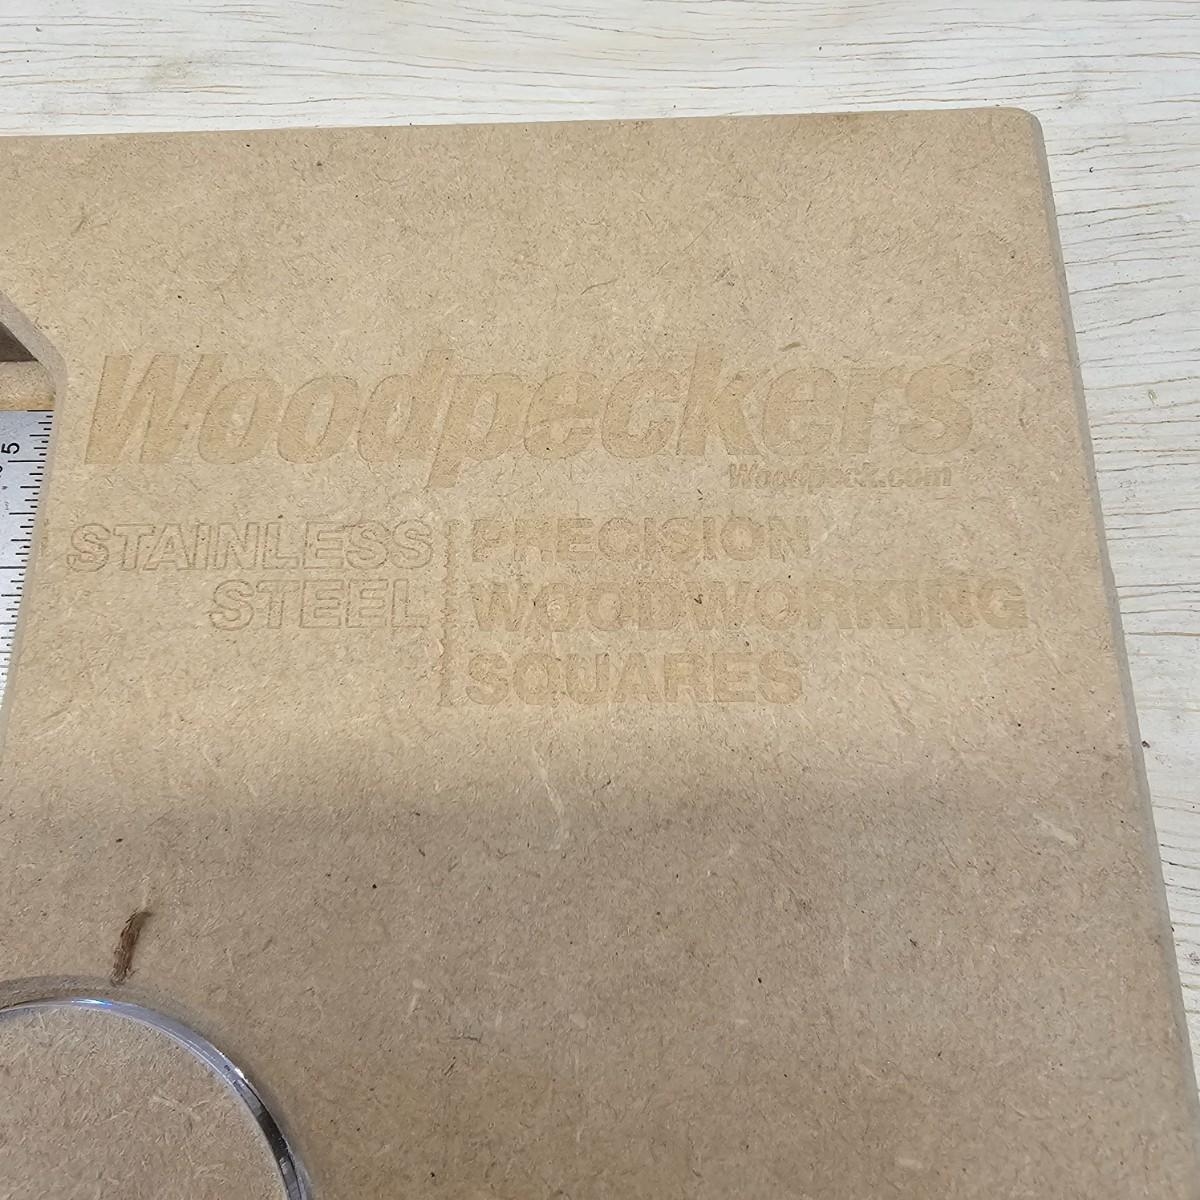 Woodpeckers®
Woodpeck.com
STAINLESS STEEL
PRECISION
WOODWORKING
SQUARES
5